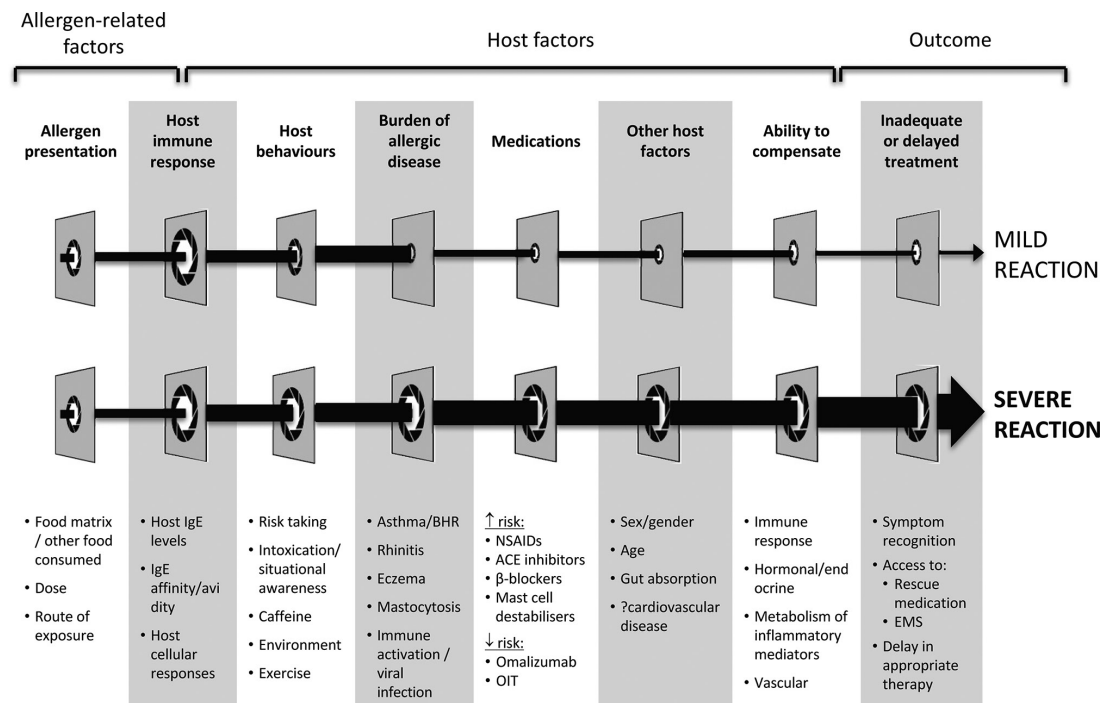 Allergen-related
factors
Host factors
Outcome
Allergen
presentation
Host
immune
response
Host
behaviours
Burden of
allergic
disease
Medications
Other host
factors
Ability to
compensate
Inadequate
or delayed
treatment
MILD
REACTION
SEVERE
REACTION
• Food matrix
/ other food
consumed
• Dose
• Route of
exposure
• Host IgE
levels
• IgE
affinity/avi
dity
• Host
cellular
responses
• Risk taking
• Intoxication/
situational
awareness
• Caffeine
• Environment
• Exercise
• Asthma/BHR
• Rhinitis
• Eczema
• Mastocytosis
• Immune
activation /
viral
infection
↑ risk:
• NSAIDs
• ACE inhibitors
• β-blockers
• Mast cell
destabilisers
↓ risk:
• Omalizumab
• OIT
• Sex/gender
• Age
• Gut absorption
• ?cardiovascular
disease
• Immune
response
• Hormonal/end
ocrine
• Metabolism of
inflammatory
mediators
• Vascular
• Symptom
recognition
• Access to:
• Rescue
medication
• EMS
• Delay in
appropriate
therapy